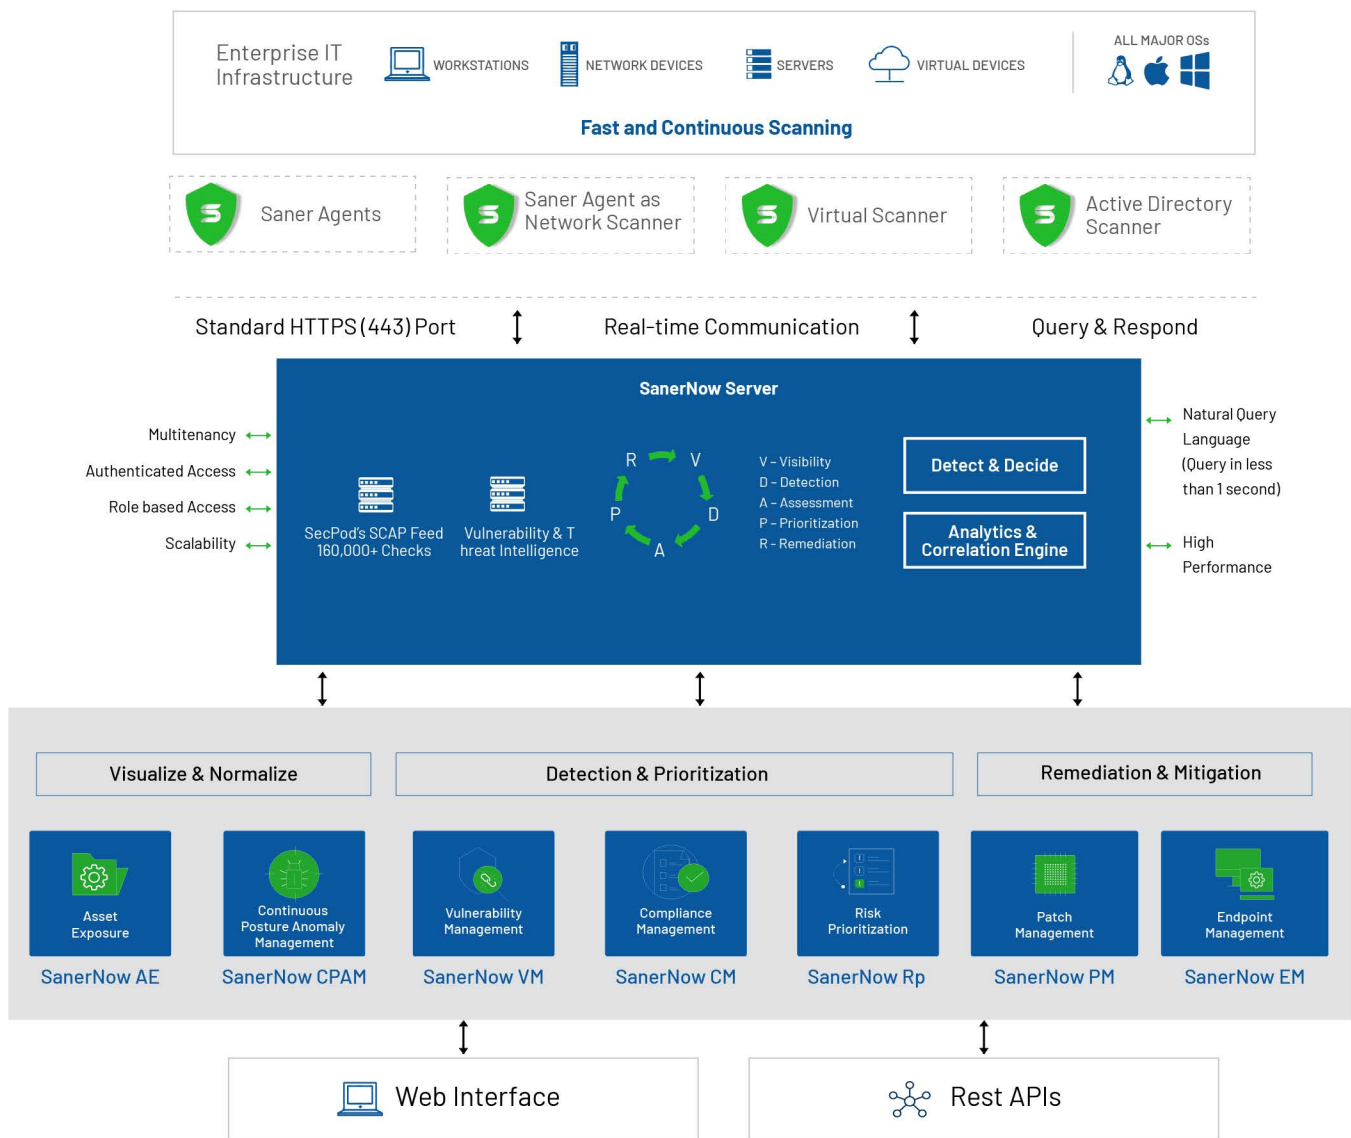 Enterprise IT
Infrastructure
WORKSTATIONS
NETWORK DEVICES
SERVERS
VIRTUAL DEVICES
ALL MAJOR OSs
Fast and Continuous Scanning
S
Saner Agents
S
Saner Agent as
Network Scanner
S
Virtual Scanner
S
Active Directory
Scanner
Standard HTTPS (443) Port
Real-time Communication
Query & Respond
SanerNow Server
Multitenancy
Authenticated Access
Role based Access
Scalability
SecPod's SCAP Feed
160,000+ Checks
Vulnerability & T
hreat Intelligence
R
V
D
A
P
V – Visibility
D – Detection
A – Assessment
P – Prioritization
R - Remediation
Detect & Decide
Analytics &
Correlation Engine
Natural Query
Language
(Query in less
than 1 second)
High
Performance
Visualize & Normalize
Detection & Prioritization
Remediation & Mitigation
Asset
Exposure
SanerNow AE
Continuous
Posture Anomaly
Management
SanerNow CPAM
Vulnerability
Management
SanerNow VM
Compliance
Management
SanerNow CM
Risk
Prioritization
SanerNow Rp
Patch
Management
SanerNow PM
Endpoint
Management
SanerNow EM
Web Interface
Rest APIs